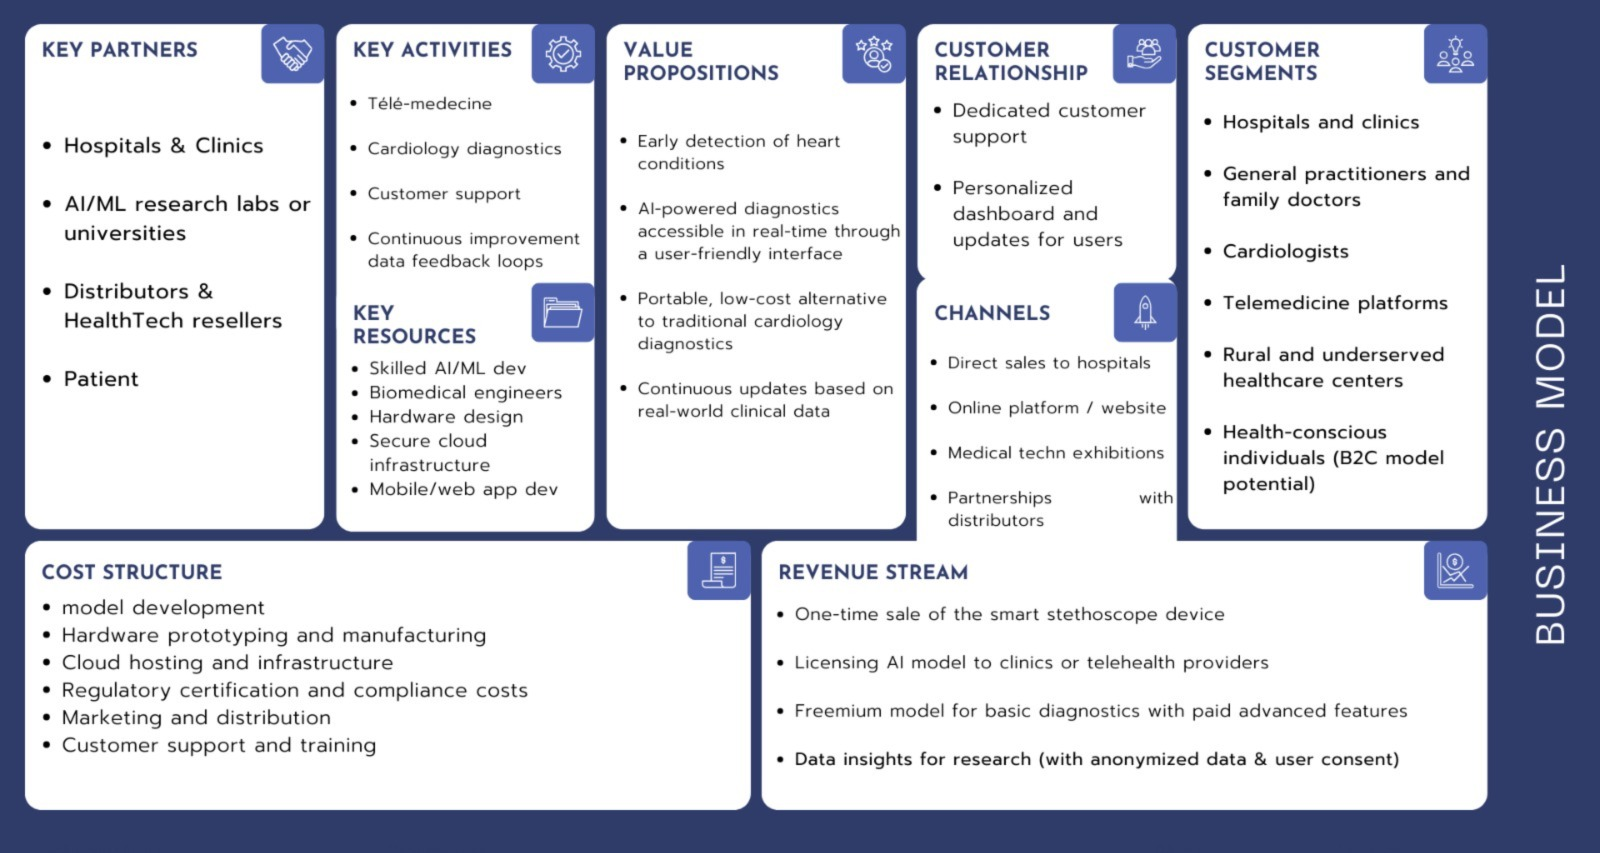 KEY PARTNERS
• Hospitals & Clinics
• AI/ML research labs or
universities
• Distributors &
HealthTech resellers
• Patient
KEY ACTIVITIES
• Télé-medecine
• Cardiology diagnostics
• Customer support
• Continuous improvement
data feedback loops
KEY
RESOURCES
• Skilled AI/ML dev
• Biomedical engineers
• Hardware design
• Secure cloud
infrastructure
• Mobile/web app dev
VALUE
PROPOSITIONS
• Early detection of heart
conditions
• AI-powered diagnostics
accessible in real-time through
a user-friendly interface
• Portable, low-cost alternative
to traditional cardiology
diagnostics
• Continuous updates based on
real-world clinical data
CUSTOMER
RELATIONSHIP
• Dedicated customer
support
• Personalized
dashboard and
updates for users
CHANNELS
• Direct sales to hospitals
• Online platform / website
• Medical techn exhibitions
• Partnerships with
distributors
CUSTOMER
SEGMENTS
• Hospitals and clinics
• General practitioners and
family doctors
• Cardiologists
• Telemedicine platforms
• Rural and underserved
healthcare centers
• Health-conscious
individuals (B2C model
potential)
COST STRUCTURE
• model development
• Hardware prototyping and manufacturing
• Cloud hosting and infrastructure
• Regulatory certification and compliance costs
• Marketing and distribution
• Customer support and training
REVENUE STREAM
• One-time sale of the smart stethoscope device
• Licensing AI model to clinics or telehealth providers
• Freemium model for basic diagnostics with paid advanced features
• Data insights for research (with anonymized data & user consent)
BUSINESS MODEL